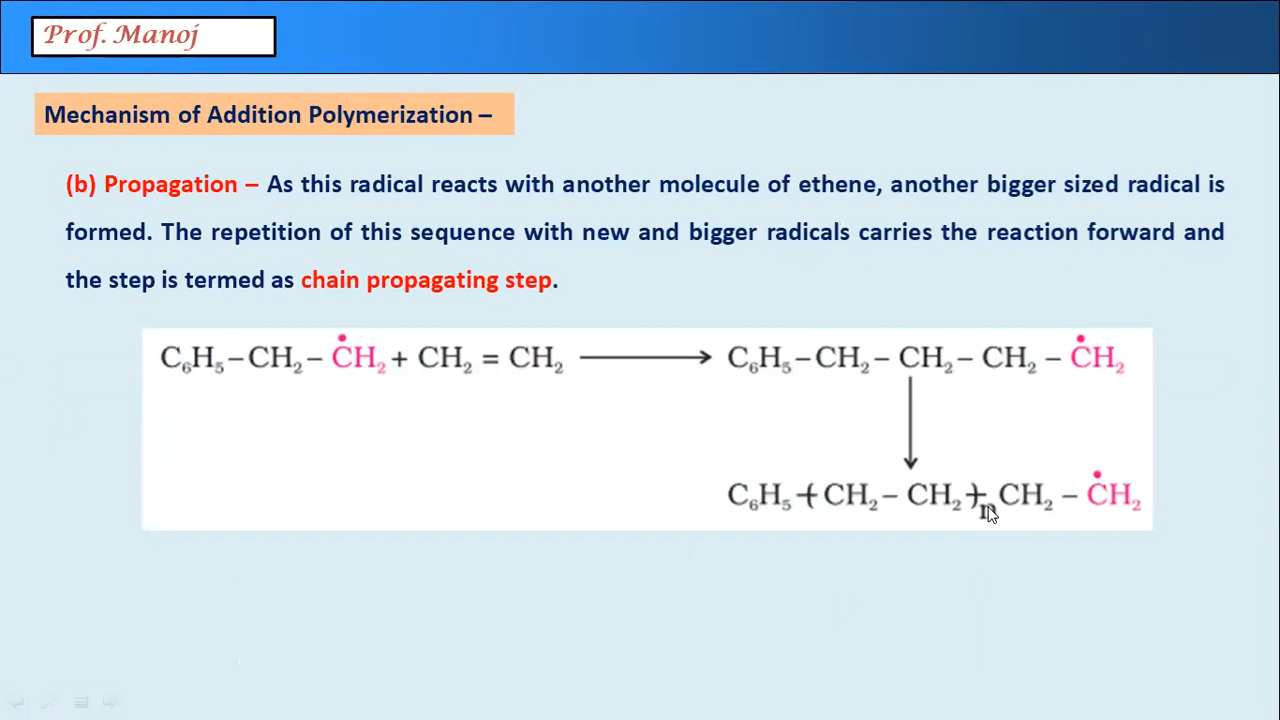 Prof. Manoj
Mechanism of Addition Polymerization –
(b) Propagation – As this radical reacts with another molecule of ethene, another bigger sized radical is
formed. The repetition of this sequence with new and bigger radicals carries the reaction forward and
the step is termed as chain propagating step.
C₆H₅ – CH₂ – ĊH₂ + CH₂ = CH₂ ⟶ C₆H₅ – CH₂ – CH₂ – CH₂ – ĊH₂
C₆H₅ –( CH₂ – CH₂ )–ₙ CH₂ – ĊH₂